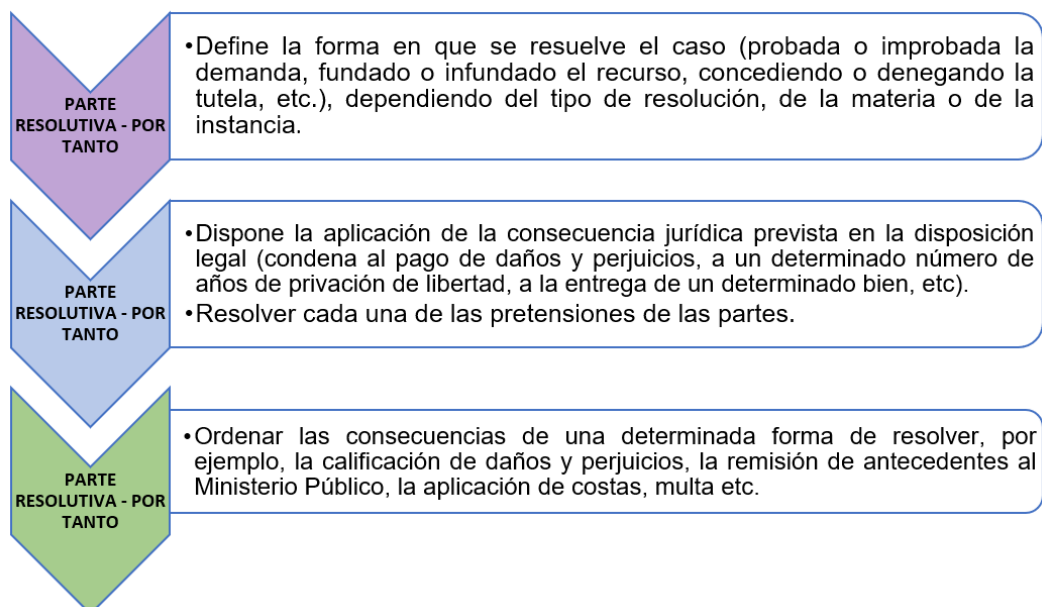 PARTE
RESOLUTIVA - POR
TANTO
•Define la forma en que se resuelve el caso (probada o improbada la
demanda, fundado o infundado el recurso, concediendo o denegando la
tutela, etc.), dependiendo del tipo de resolución, de la materia o de la
instancia.
PARTE
RESOLUTIVA - POR
TANTO
•Dispone la aplicación de la consecuencia jurídica prevista en la disposición
legal (condena al pago de daños y perjuicios, a un determinado número de
años de privación de libertad, a la entrega de un determinado bien, etc).
•Resolver cada una de las pretensiones de las partes.
PARTE
RESOLUTIVA - POR
TANTO
•Ordenar las consecuencias de una determinada forma de resolver, por
ejemplo, la calificación de daños y perjuicios, la remisión de antecedentes al
Ministerio Público, la aplicación de costas, multa etc.